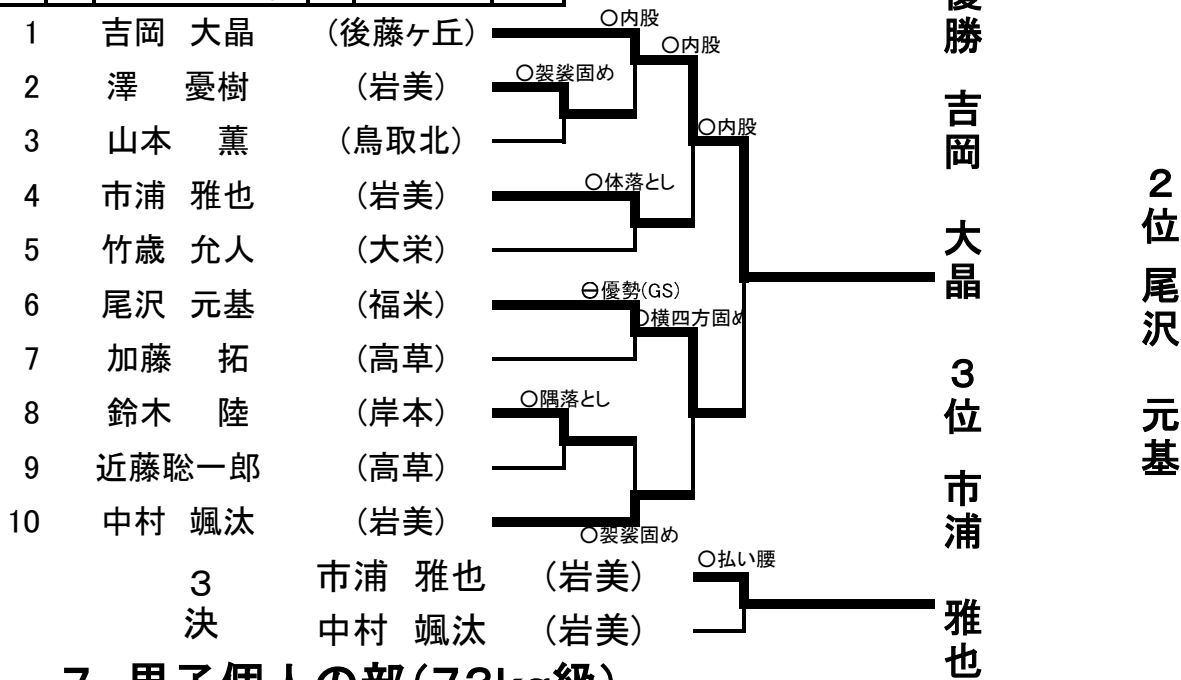 ○内股
1 吉岡 大晶 (後藤ヶ丘)
○内股
○袈裟固め
2 澤 憂樹 (岩美)
○内股
3 山本 薫 (鳥取北)
○体落とし
4 市浦 雅也 (岩美)
5 竹歳 允人 (大栄)
⊖優勢(GS)
6 尾沢 元基 (福米)
○横四方固め
7 加藤 拓 (高草)
○隅落とし
8 鈴木 陸 (岸本)
9 近藤聡一郎 (高草)
10 中村 颯汰 (岩美)
○袈裟固め
3決
○払い腰
市浦 雅也 (岩美)
中村 颯汰 (岩美)
優勝 吉岡 大晶 3位 市浦 雅也
2位 尾沢 元基
7 男子個人の部(73kg級)